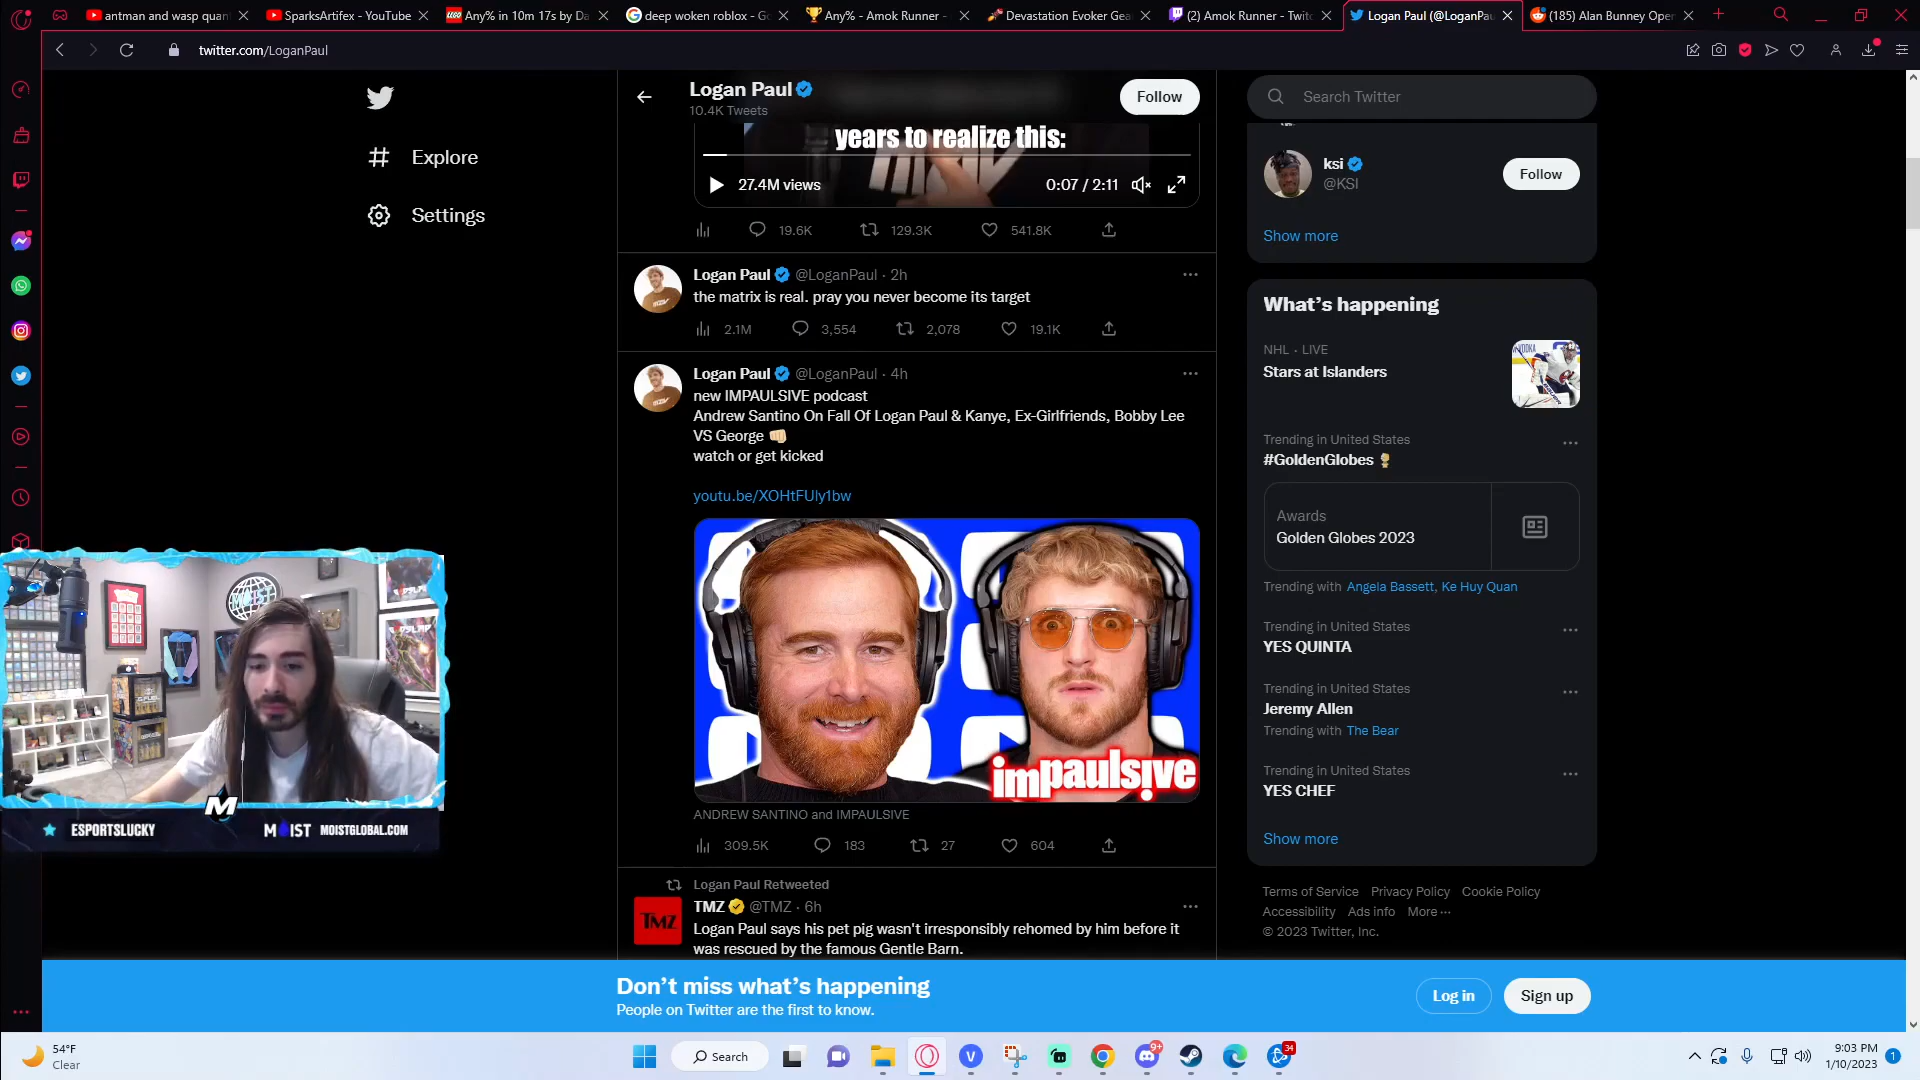 antman and wasp quan
SparksArtifex - YouTube
Any% in 10m 17s by Da
deep woken roblox - Go
Any% - Amok Runner -
Devastation Evoker Gea
(2) Amok Runner - Twitc
Logan Paul (@LoganPau
(185) Alan Bunney Oper
twitter.com/LoganPaul
Explore
Settings
Logan Paul
10.4K Tweets
Follow
years to realize this:
27.4M views
0:07 / 2:11
19.6K
129.3K
541.8K
Logan Paul @LoganPaul · 2h
the matrix is real. pray you never become its target
2.1M
3,554
2,078
19.1K
Logan Paul @LoganPaul · 4h
new IMPAULSIVE podcast
Andrew Santino On Fall Of Logan Paul & Kanye, Ex-Girlfriends, Bobby Lee
VS George 👊🏼
watch or get kicked
youtu.be/XOHtFUly1bw
impaulsive
ANDREW SANTINO and IMPAULSIVE
309.5K
183
27
604
Logan Paul Retweeted
TMZ
TMZ @TMZ · 6h
Logan Paul says his pet pig wasn't irresponsibly rehomed by him before it
was rescued by the famous Gentle Barn.
Search Twitter
ksi
@KSI
Follow
Show more
What's happening
NHL · LIVE
Stars at Islanders
Trending in United States
#GoldenGlobes
Awards
Golden Globes 2023
Trending with Angela Bassett, Ke Huy Quan
Trending in United States
YES QUINTA
Trending in United States
Jeremy Allen
Trending with The Bear
Trending in United States
YES CHEF
Show more
Terms of Service Privacy Policy Cookie Policy
Accessibility Ads info More ···
© 2023 Twitter, Inc.
MOIST
M
ESPORTSLUCKY
MOIST MOISTGLOBAL.COM
Don't miss what's happening
People on Twitter are the first to know.
Log in
Sign up
54°F
Clear
Search
9+
34
9:03 PM
1/10/2023
1